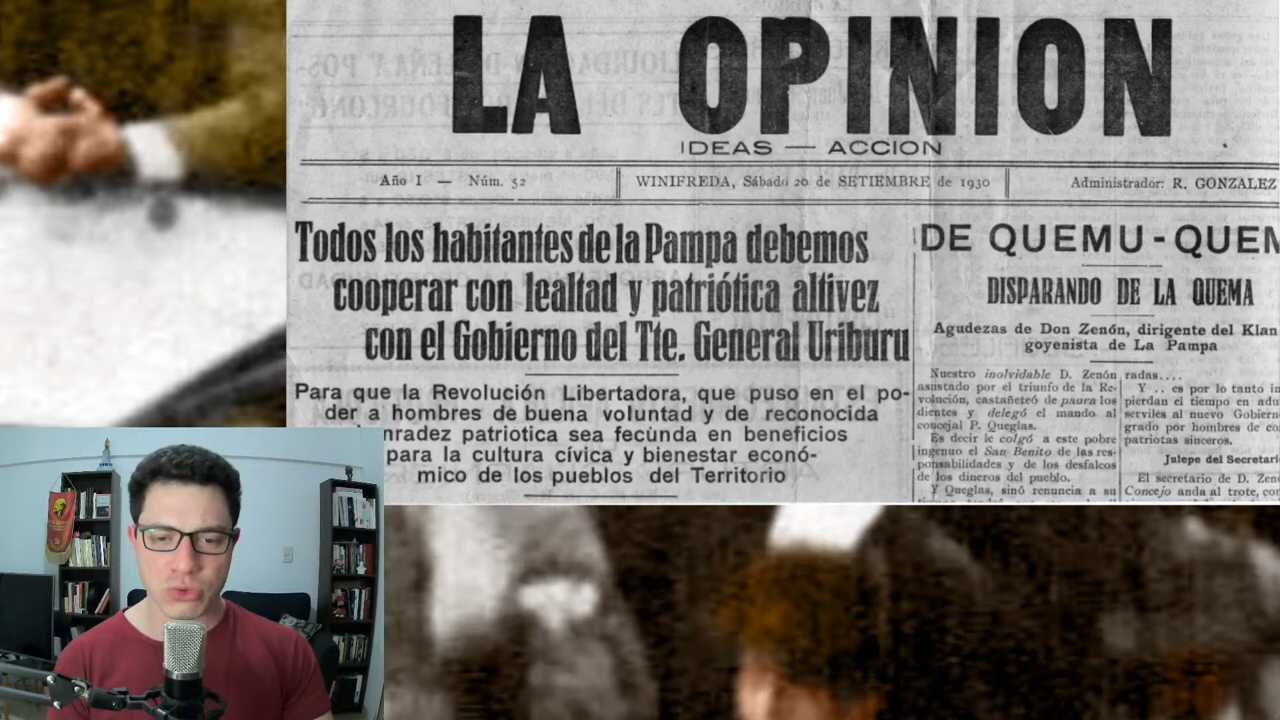 LA OPINION
IDEAS — ACCION
Año I — Núm. 52
WINIFREDA, Sábado 20 de SETIEMBRE de 1930
Administrador: R. GONZALEZ
Todos los habitantes de la Pampa debemos
cooperar con lealtad y patriótica altivez
con el Gobierno del Tte. General Uriburu
Para que la Revolución Libertadora, que puso en el po-
der a hombres de buena voluntad y de reconocida
nradez patriotica sea fecùnda en beneficios
para la cultura cívica y bienestar econó-
mico de los pueblos del Territorio
DE QUEMU - QUEM
DISPARANDO DE LA QUEMA
Agudezas de Don Zenón, dirigente del Klan
goyenista de La Pampa
Nuestro inolvidable D. Zenón
asustado por el triunfo de la Re-
volución, castañeteó de paura los
dientes y delegó el mando al
concejal P. Queglas.
Es decir le colgó a este pobre
ingenuo el San Benito de las res-
ponsabilidades y de los desfalcos
de los dineros del pueblo.
Y Queglas, sinó renuncia a su
radas....
Y .. es por lo tanto in
pierdan el tiempo en adu
serviles al nuevo Gobiern
grado por hombres de co
patriotas sinceros.
Julepe del Secretari
El secretario de D. Zenó
Concejo anda al trote, con